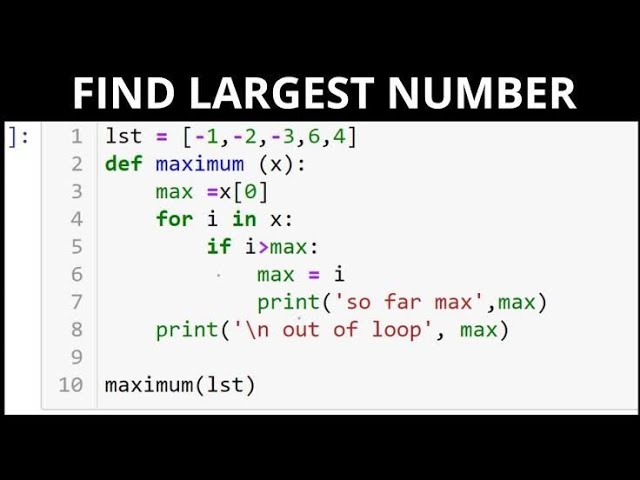 FIND LARGEST NUMBER
]: 1 lst = [-1,-2,-3,6,4]
2 def maximum (x):
3     max =x[0]
4     for i in x:
5         if i>max:
6             max = i
7             print('so far max',max)
8     print('\n out of loop', max)
9
10 maximum(lst)